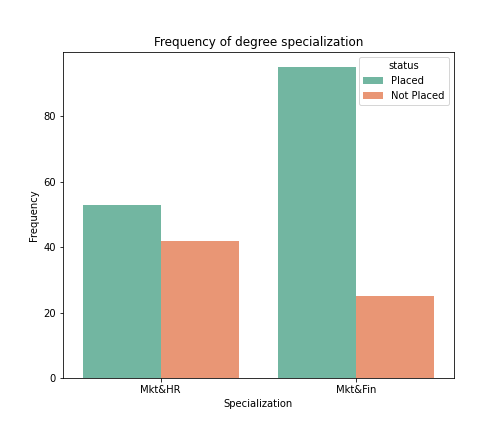 Frequency of degree specialization
status
Placed
Not Placed
80
60
40
20
0
Frequency
Mkt&HR
Mkt&Fin
Specialization